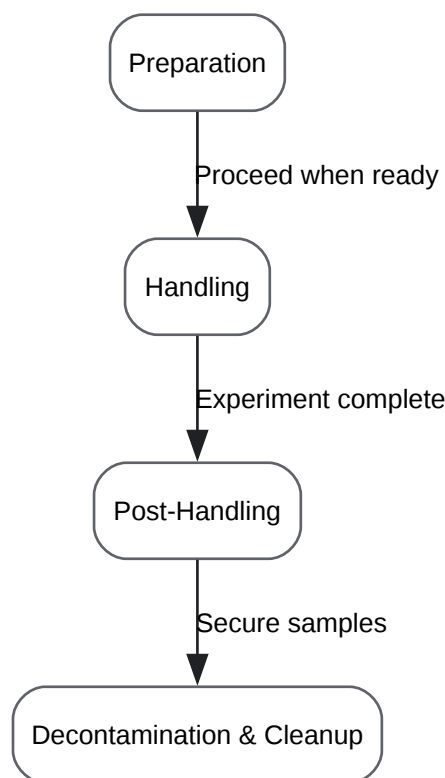 Preparation
Proceed when ready
Handling
Experiment complete
Post-Handling
Secure samples
Decontamination & Cleanup